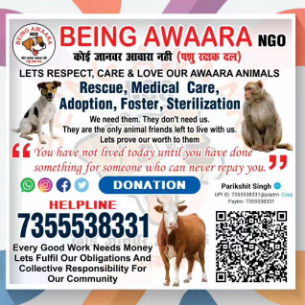 BEING AWAARA
BEING AWAARA NGO
कोई जानवर आवारा नही (पशु रक्षक दल)
LETS RESPECT, CARE & LOVE OUR AWAARA ANIMALS
Rescue, Medical Care,
Adoption, Foster, Sterilization
We need them. They don't need us.
They are the only animal friends left to live with us.
Lets prove our worth to them
“ You have not lived today until you have done
something for someone who can never repay you. ”
DONATION
Parikshit Singh
UPI ID: 7355538331@paytm Copy
Paytm: 7355538331
HELPLINE
7355538331
Every Good Work Needs Money
Lets Fulfil Our Obligations And
Collective Responsibility For
Our Community